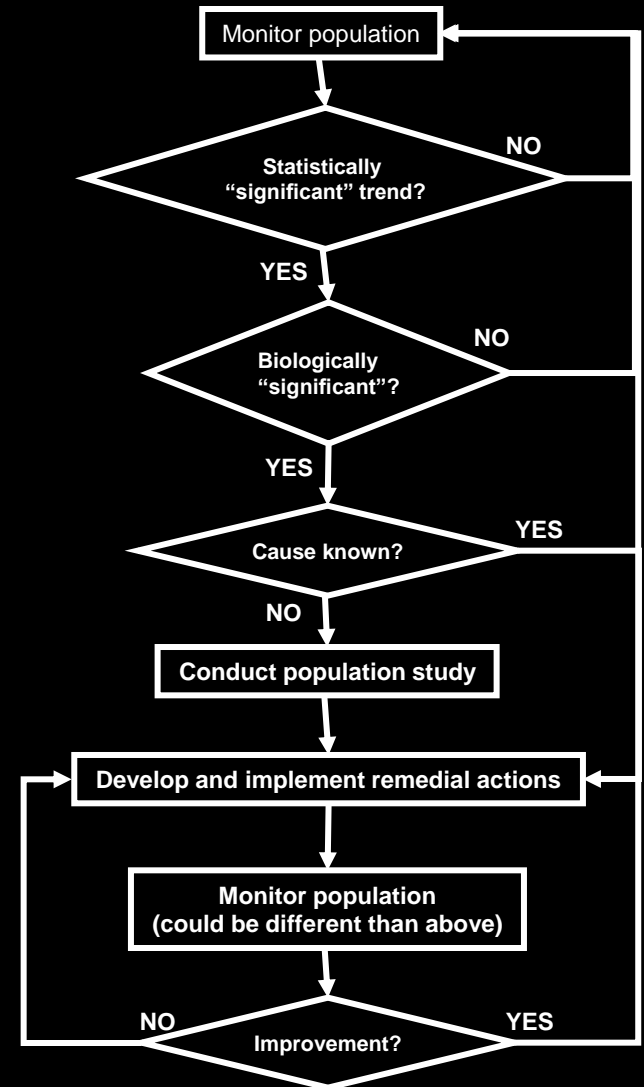 Monitor population
NO
Statistically
“significant” trend?
YES
NO
Biologically
“significant”?
YES
YES
Cause known?
NO
Conduct population study
Develop and implement remedial actions
Monitor population
(could be different than above)
NO
YES
Improvement?